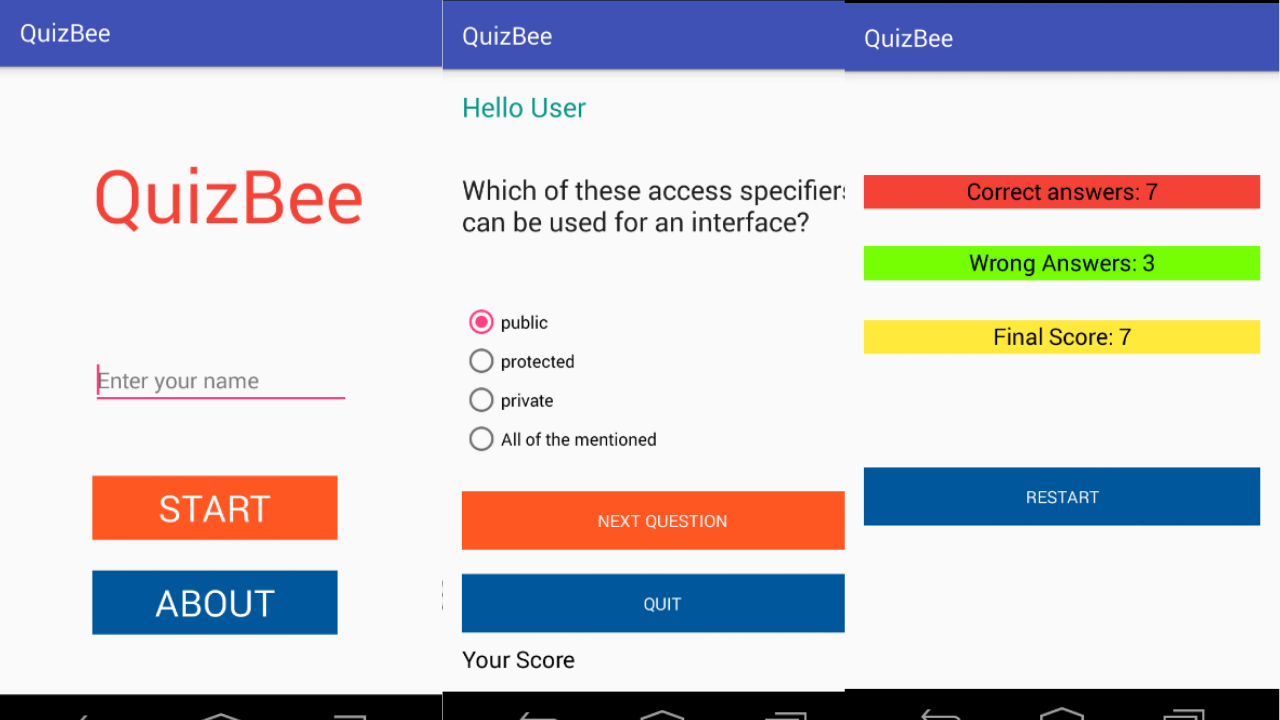 QuizBee
QuizBee
Enter your name
START
ABOUT
QuizBee
Hello User
Which of these access specifiers
can be used for an interface?
public
protected
private
All of the mentioned
NEXT QUESTION
QUIT
Your Score
QuizBee
Correct answers: 7
Wrong Answers: 3
Final Score: 7
RESTART